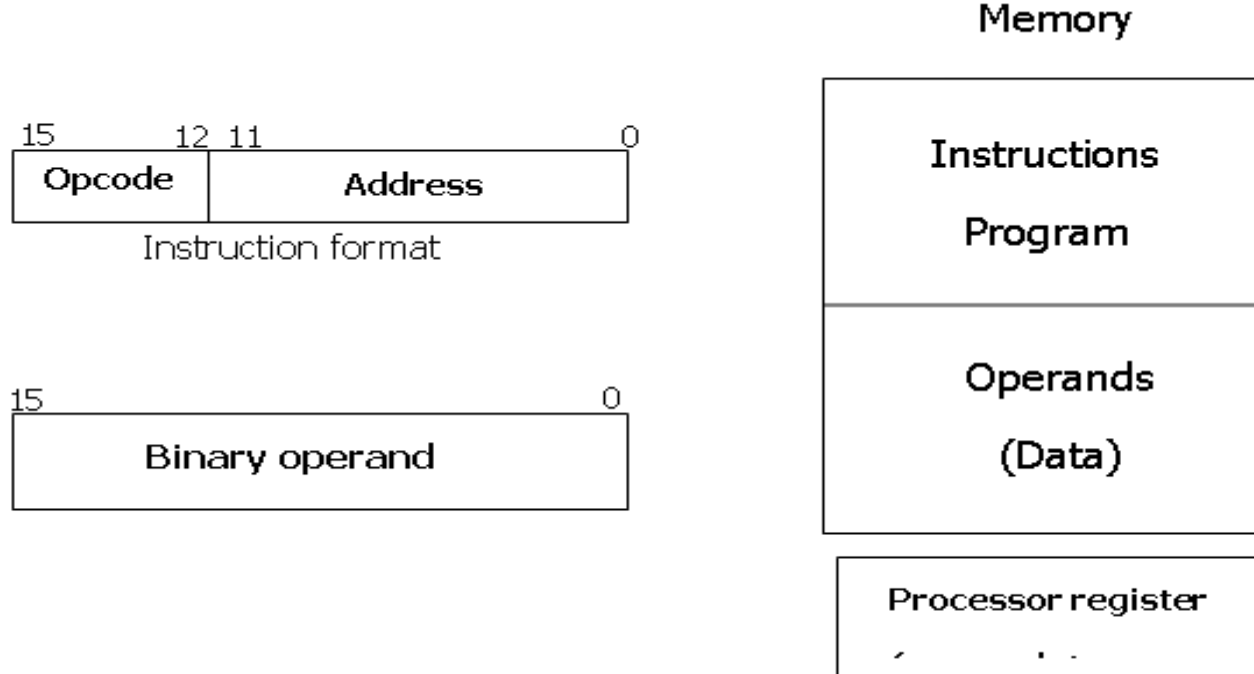 Memory
15 12 11 0
Opcode Address
Instruction format
Instructions
Program
15 0
Binary operand
Operands
(Data)
Processor register